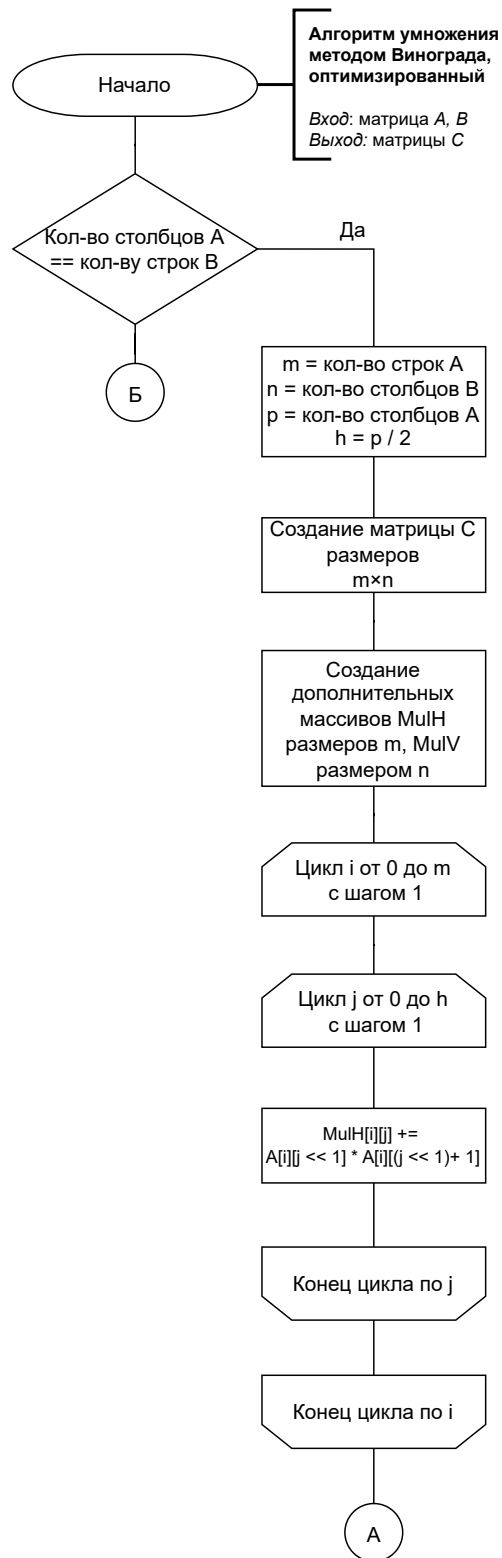 Алгоритм умножения
методом Винограда,
оптимизированный
Вход: матрица A, B
Выход: матрицы C
Начало
Кол-во столбцов А
== кол-ву строк В
Да
Б
m = кол-во строк А
n = кол-во столбцов В
p = кол-во столбцов А
h = p / 2
Создание матрицы С
размеров
m×n
Создание
дополнительных
массивов MulH
размеров m, MulV
размером n
Цикл i от 0 до m
с шагом 1
Цикл j от 0 до h
с шагом 1
MulH[i][j] +=
A[i][j << 1] * A[i][(j << 1)+ 1]
Конец цикла по j
Конец цикла по i
А